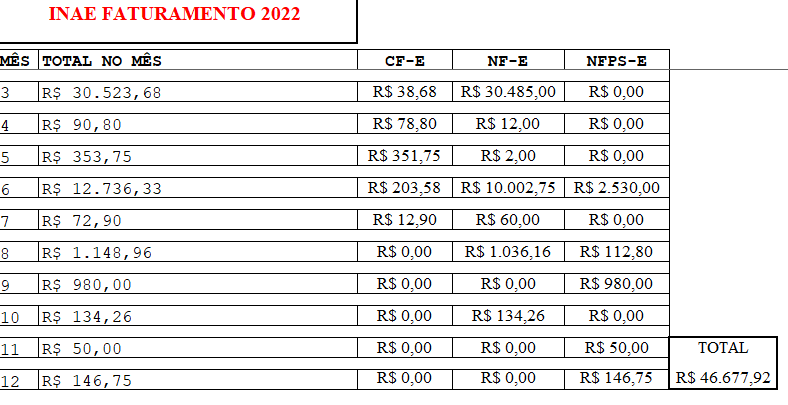 INAE FATURAMENTO 2022
MÊS TOTAL NO MÊS CF-E NF-E NFPS-E
3 R$ 30.523,68 R$ 38,68 R$ 30.485,00 R$ 0,00
4 R$ 90,80 R$ 78,80 R$ 12,00 R$ 0,00
5 R$ 353,75 R$ 351,75 R$ 2,00 R$ 0,00
6 R$ 12.736,33 R$ 203,58 R$ 10.002,75 R$ 2.530,00
7 R$ 72,90 R$ 12,90 R$ 60,00 R$ 0,00
8 R$ 1.148,96 R$ 0,00 R$ 1.036,16 R$ 112,80
9 R$ 980,00 R$ 0,00 R$ 0,00 R$ 980,00
10 R$ 134,26 R$ 0,00 R$ 134,26 R$ 0,00
11 R$ 50,00 R$ 0,00 R$ 0,00 R$ 50,00 TOTAL
12 R$ 146,75 R$ 0,00 R$ 0,00 R$ 146,75 R$ 46.677,92